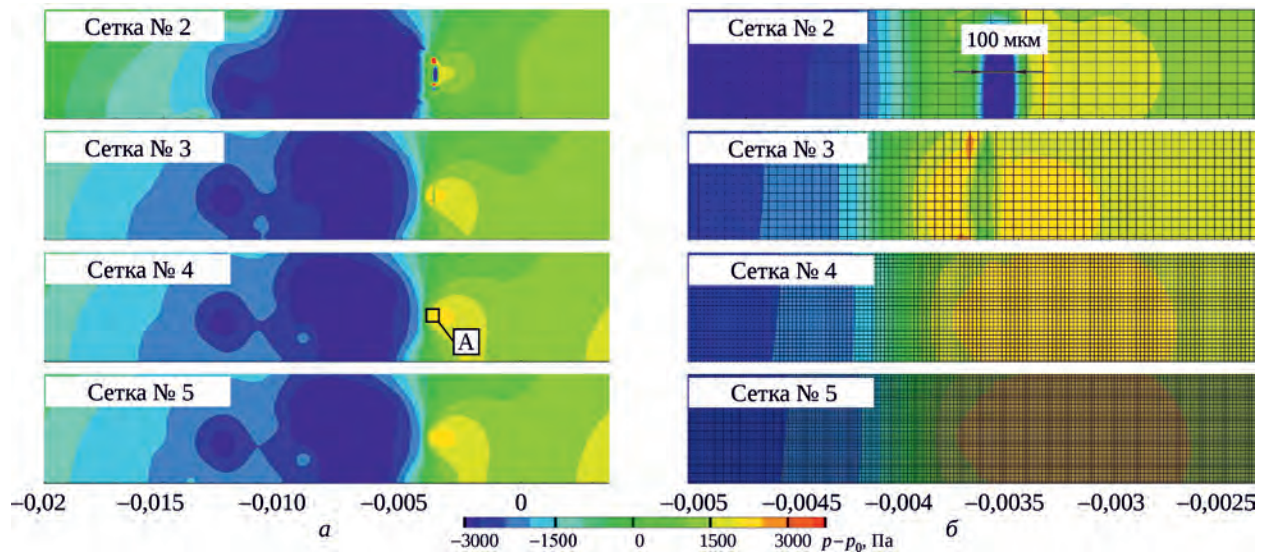 Сетка № 2
Сетка № 3
Сетка № 4
А
Сетка № 5
−0,02 −0,015 −0,010 −0,005 0
а
Сетка № 2
100 мкм
Сетка № 3
Сетка № 4
Сетка № 5
−0,005 −0,0045 −0,004 −0,0035 −0,003 −0,0025
б
−3000 −1500 0 1500 3000 p−p₀, Па